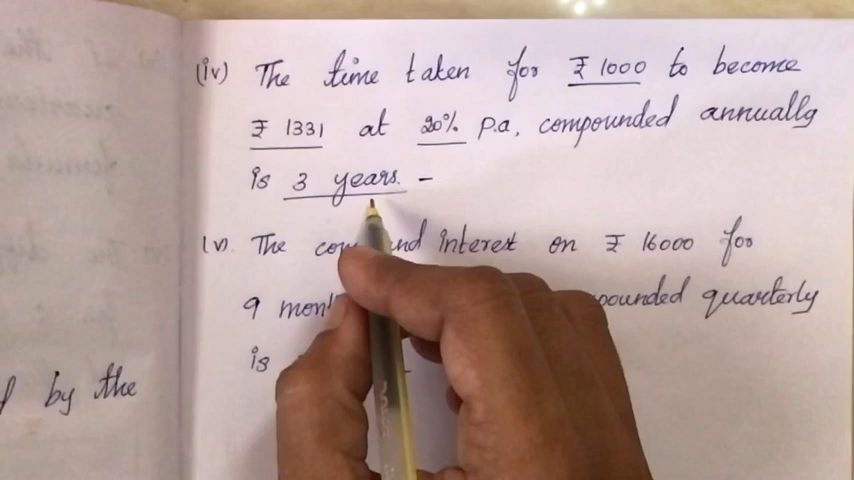 (iv) The time taken for ₹ 1000 to become
₹ 1331 at 20% p.a, compounded annually
is 3 years. -
(v). The and interest on ₹ 16000 for
9 quarterly
is
by the